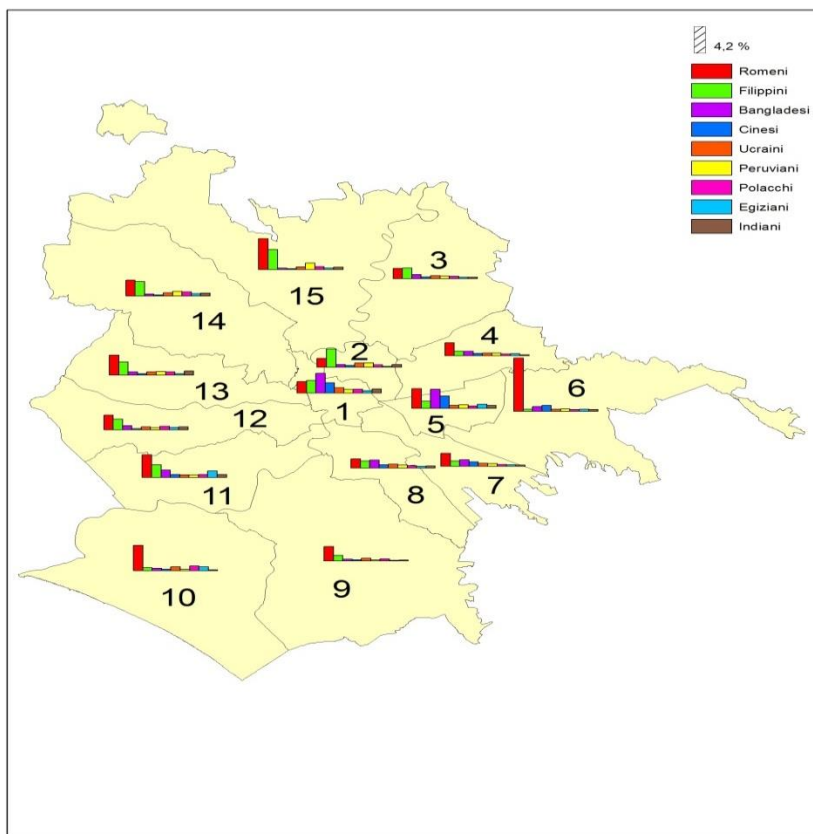 4,2 %
Romeni
Filippini
Bangladesi
Cinesi
Ucraini
Peruviani
Polacchi
Egiziani
Indiani
3
15
14
4
2
6
13
1
12
5
11
8
7
9
10